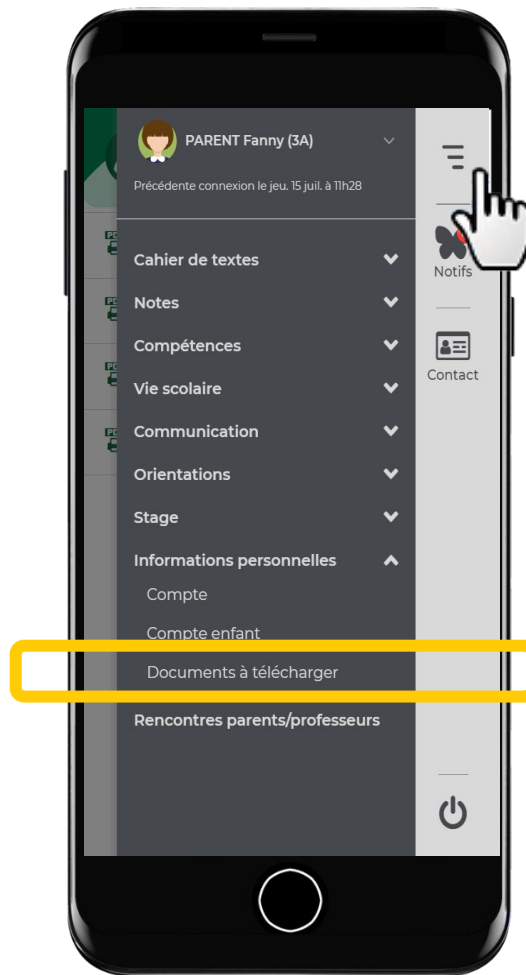 PARENT Fanny (3A)
Précédente connexion le jeu. 15 juil. à 11h28
Notifs
Contact
Cahier de textes
Notes
Compétences
Vie scolaire
Communication
Orientations
Stage
Informations personnelles
Compte
Compte enfant
Documents à télécharger
Rencontres parents/professeurs